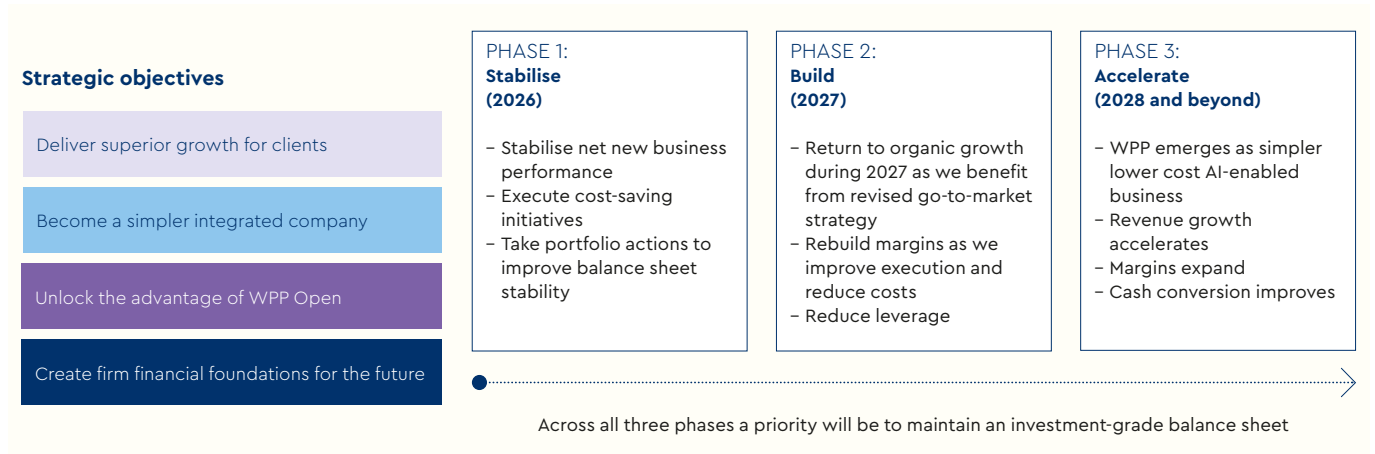 Strategic objectives
Deliver superior growth for clients
Become a simpler integrated company
Unlock the advantage of WPP Open
Create firm financial foundations for the future
PHASE 1:
Stabilise
(2026)
– Stabilise net new business
performance
– Execute cost-saving
initiatives
– Take portfolio actions to
improve balance sheet
stability
PHASE 2:
Build
(2027)
– Return to organic growth
during 2027 as we benefit
from revised go-to-market
strategy
– Rebuild margins as we
improve execution and
reduce costs
– Reduce leverage
PHASE 3:
Accelerate
(2028 and beyond)
– WPP emerges as simpler
lower cost AI-enabled
business
– Revenue growth
accelerates
– Margins expand
– Cash conversion improves
Across all three phases a priority will be to maintain an investment-grade balance sheet